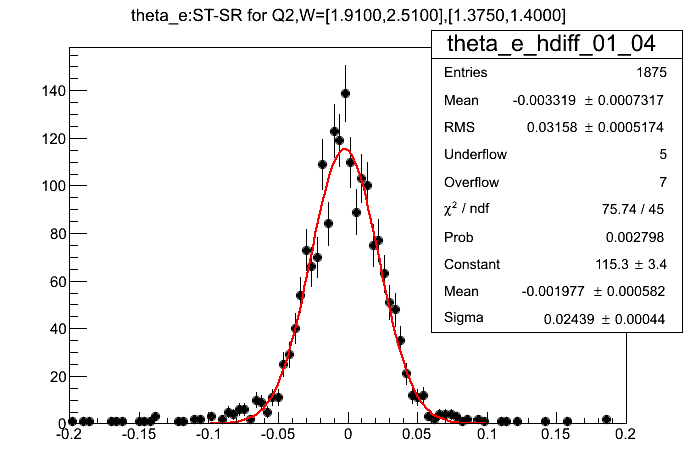 theta_e:ST-SR for Q2,W=[1.9100,2.5100],[1.3750,1.4000]
theta_e_hdiff_01_04
Entries 1875
Mean -0.003319 ± 0.0007317
RMS 0.03158 ± 0.0005174
Underflow 5
Overflow 7
χ² / ndf 75.74 / 45
Prob 0.002798
Constant 115.3 ± 3.4
Mean -0.001977 ± 0.000582
Sigma 0.02439 ± 0.00044
140
120
100
80
60
40
20
0
-0.2 -0.15 -0.1 -0.05 0 0.05 0.1 0.15 0.2